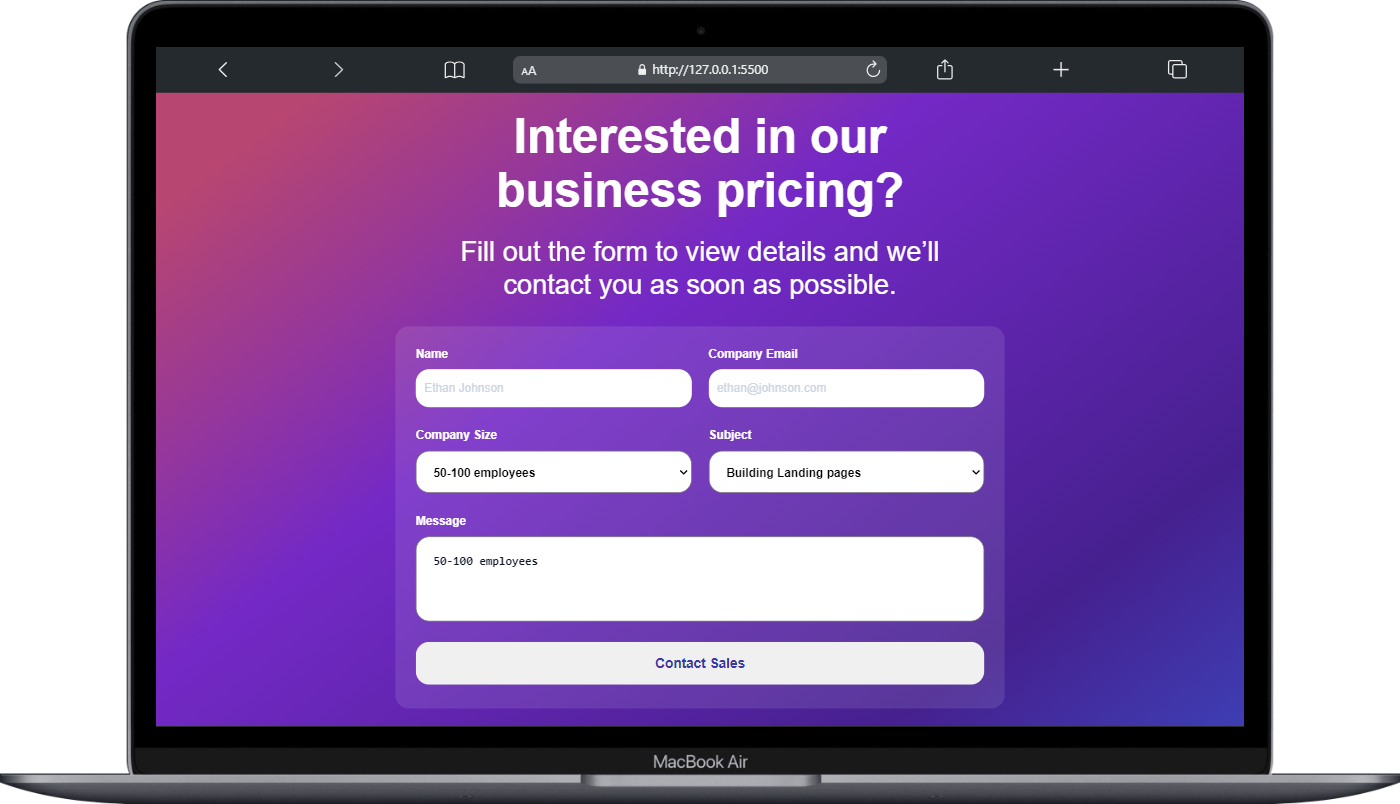 AA
http://127.0.0.1:5500
Interested in our
business pricing?
Fill out the form to view details and we’ll
contact you as soon as possible.
Name
Company Email
Ethan Johnson
ethan@johnson.com
Company Size
Subject
50-100 employees
Building Landing pages
Message
50-100 employees
Contact Sales
MacBook Air